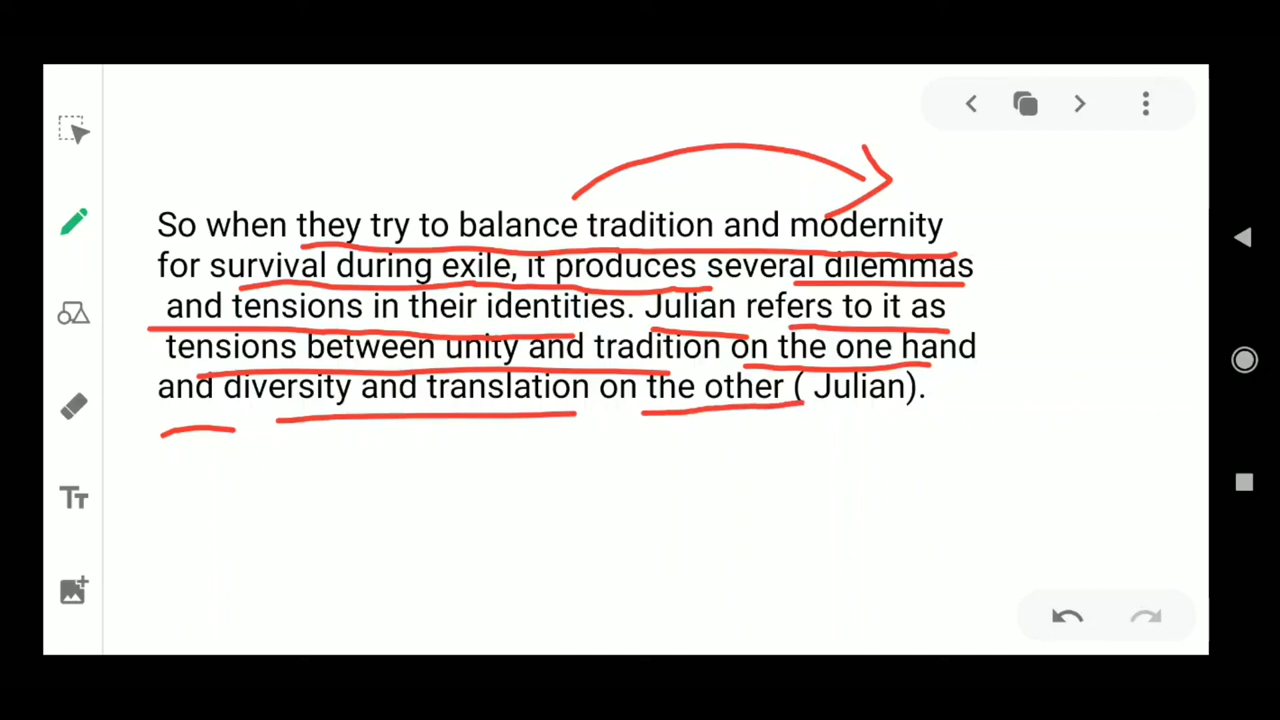 So when they try to balance tradition and modernity
for survival during exile, it produces several dilemmas
and tensions in their identities. Julian refers to it as
tensions between unity and tradition on the one hand
and diversity and translation on the other ( Julian).